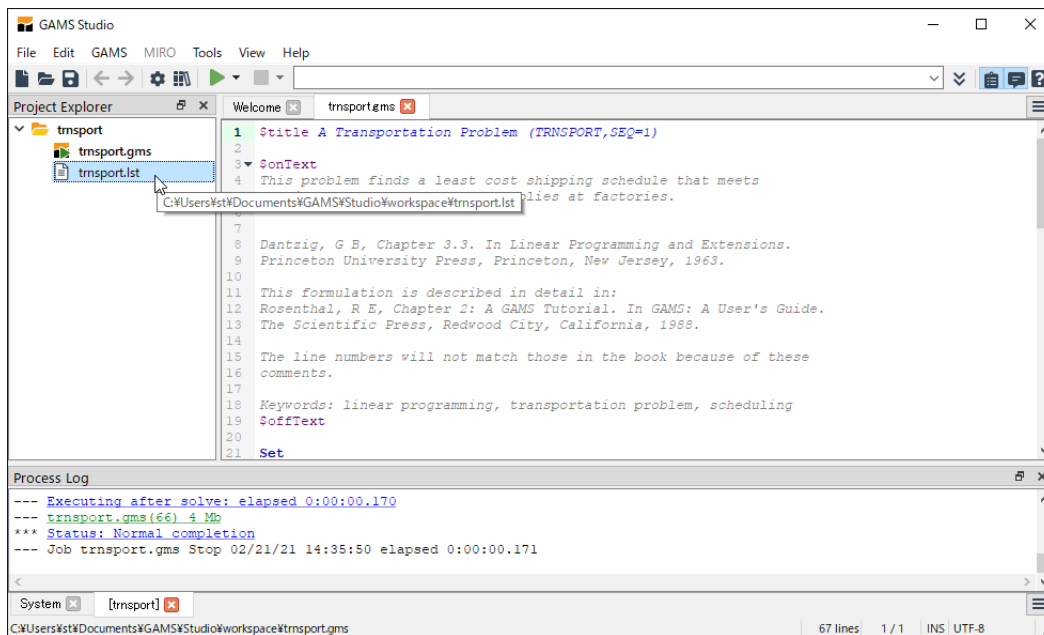 GAMS Studio
File Edit GAMS MIRO Tools View Help
Project Explorer
trnsport
trnsport.gms
trnsport.lst
Welcome
trnsport.gms
1 $title A Transportation Problem (TRNSPORT,SEQ=1)
2
3 $onText
4 This problem finds a least cost shipping schedule that meets
plies at factories.
C:¥Users¥st¥Documents¥GAMS¥Studio¥workspace¥trnsport.lst
7
8 Dantzig, G B, Chapter 3.3. In Linear Programming and Extensions.
9 Princeton University Press, Princeton, New Jersey, 1963.
10
11 This formulation is described in detail in:
12 Rosenthal, R E, Chapter 2: A GAMS Tutorial. In GAMS: A User's Guide.
13 The Scientific Press, Redwood City, California, 1988.
14
15 The line numbers will not match those in the book because of these
16 comments.
17
18 Keywords: linear programming, transportation problem, scheduling
19 $offText
20
21 Set
Process Log
--- Executing after solve: elapsed 0:00:00.170
--- trnsport.gms(66) 4 Mb
*** Status: Normal completion
--- Job trnsport.gms Stop 02/21/21 14:35:50 elapsed 0:00:00.171
System [trnsport]
C:¥Users¥st¥Documents¥GAMS¥Studio¥workspace¥trnsport.gms 67 lines 1 / 1 INS UTF-8